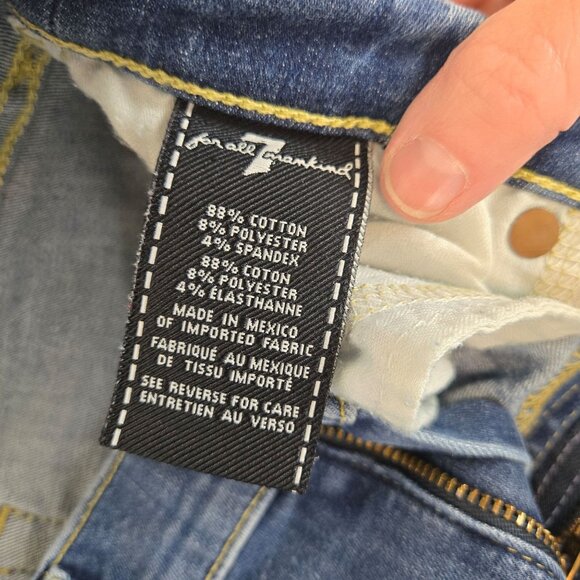 7
for all mankind
88% COTTON
8% POLYESTER
4% SPANDEX
88% COTON
8% POLYESTER
4% ÉLASTHANNE
MADE IN MEXICO
OF IMPORTED FABRIC
FABRIQUÉ AU MEXIQUE
DE TISSU IMPORTÉ
SEE REVERSE FOR CARE
ENTRETIEN AU VERSO